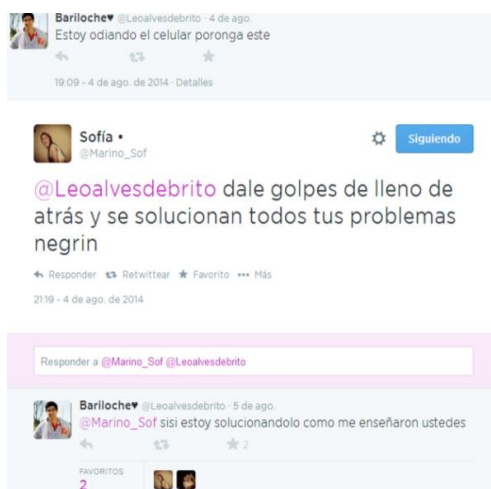 Bariloche♥ @Leoalvesdebrito · 4 de ago.
Estoy odiando el celular poronga este
19:09 - 4 de ago. de 2014 · Detalles
Sofía •
@Marino_Sof
Siguiendo
@Leoalvesdebrito dale golpes de lleno de
atrás y se solucionan todos tus problemas
negrin
Responder Retwittear Favorito ••• Más
21:19 - 4 de ago. de 2014
Responder a @Marino_Sof @Leoalvesdebrito
Bariloche♥ @Leoalvesdebrito · 5 de ago.
@Marino_Sof sisi estoy solucionandolo como me enseñaron ustedes
2
FAVORITOS
2